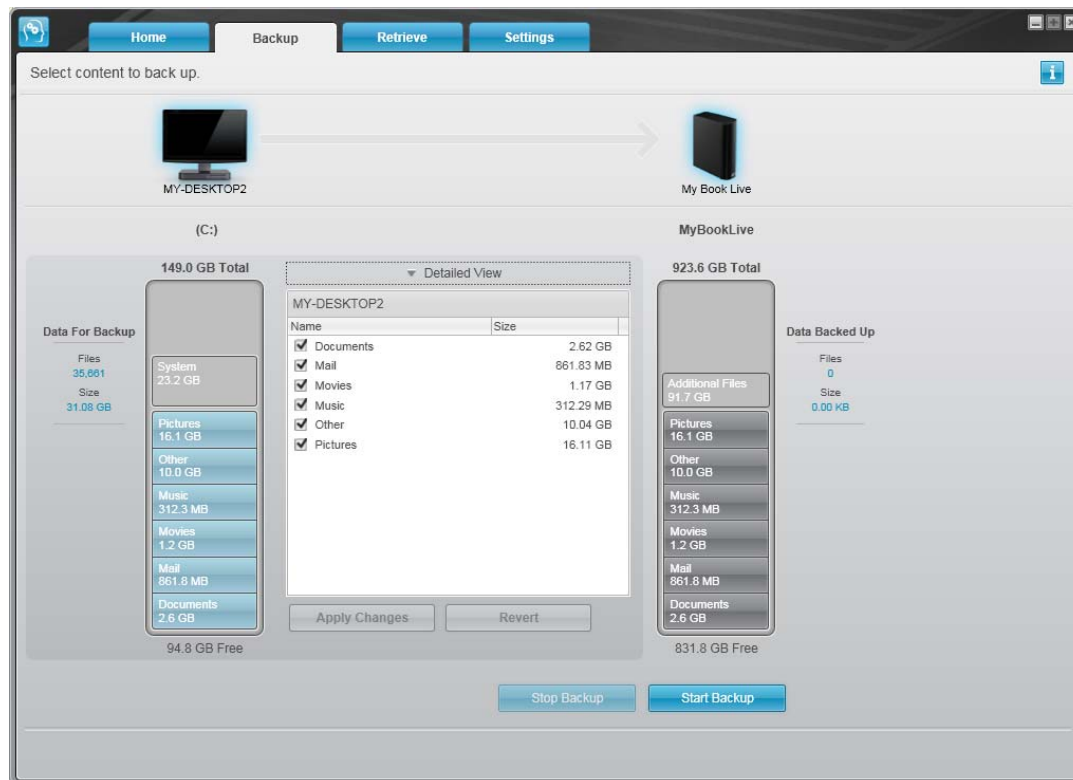 Home
Backup
Retrieve
Settings
Select content to back up.
i
MY-DESKTOP2
My Book Live
(C:)
MyBookLive
149.0 GB Total
Detailed View
923.6 GB Total
MY-DESKTOP2
Name Size
Documents 2.62 GB
Mail 861.83 MB
Movies 1.17 GB
Music 312.29 MB
Other 10.04 GB
Pictures 16.11 GB
Data For Backup
Files
35,661
Size
31.08 GB
System
23.2 GB
Pictures
16.1 GB
Other
10.0 GB
Music
312.3 MB
Movies
1.2 GB
Mail
861.8 MB
Documents
2.6 GB
94.8 GB Free
Apply Changes
Revert
Additional Files
91.7 GB
Pictures
16.1 GB
Other
10.0 GB
Music
312.3 MB
Movies
1.2 GB
Mail
861.8 MB
Documents
2.6 GB
831.8 GB Free
Data Backed Up
Files
0
Size
0.00 KB
Stop Backup
Start Backup